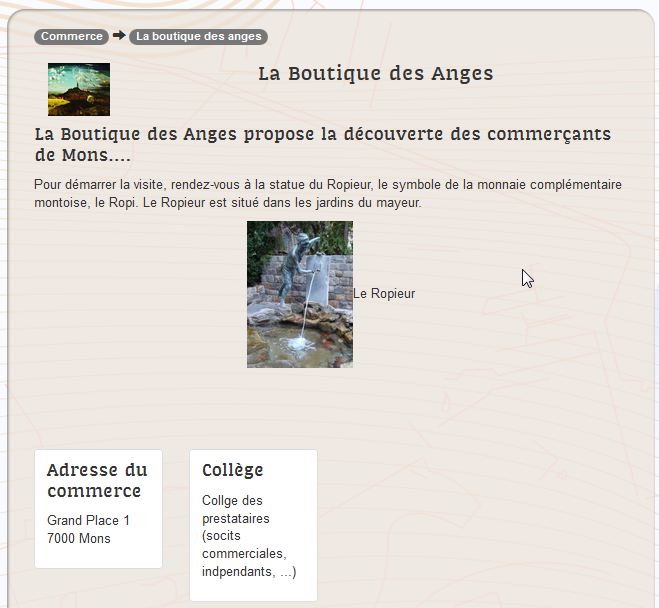 Commerce
La boutique des anges
La Boutique des Anges
La Boutique des Anges propose la découverte des commerçants
de Mons....
Pour démarrer la visite, rendez-vous à la statue du Ropieur, le symbole de la monnaie complémentaire
montoise, le Ropi. Le Ropieur est situé dans les jardins du mayeur.
Le Ropieur
Adresse du
commerce
Grand Place 1
7000 Mons
Collège
Collge des
prestataires
(socits
commerciales,
indpendants, ...)